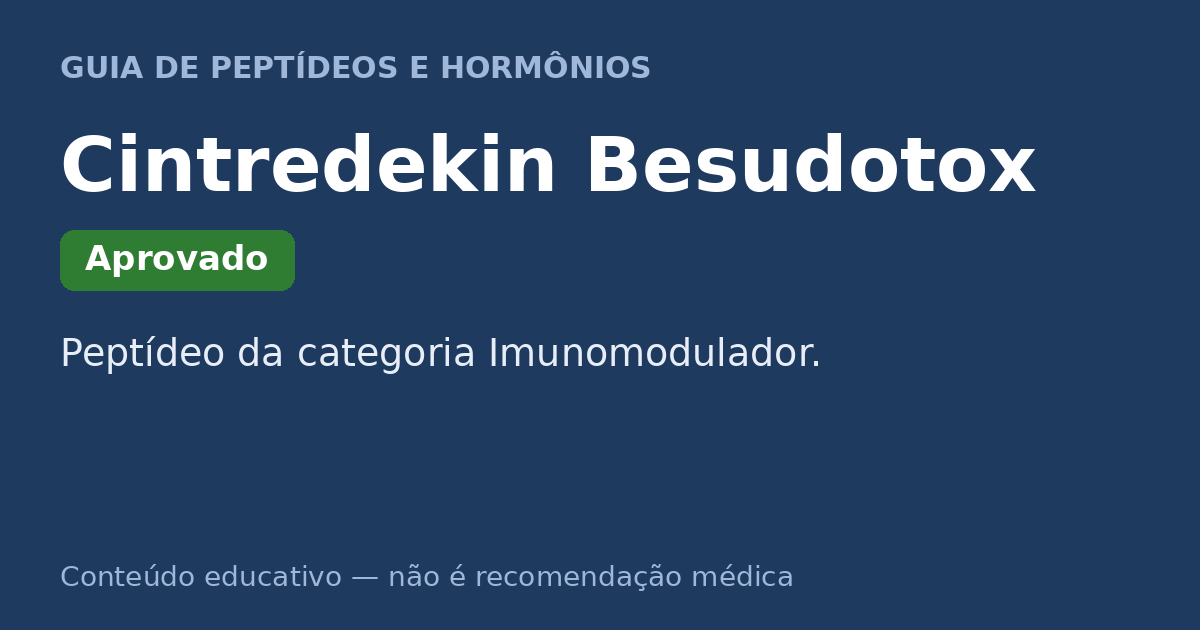 GUIA DE PEPTÍDEOS E HORMÔNIOS
Cintredekin Besudotox
Aprovado
Peptídeo da categoria Imunomodulador.
Conteúdo educativo — não é recomendação médica